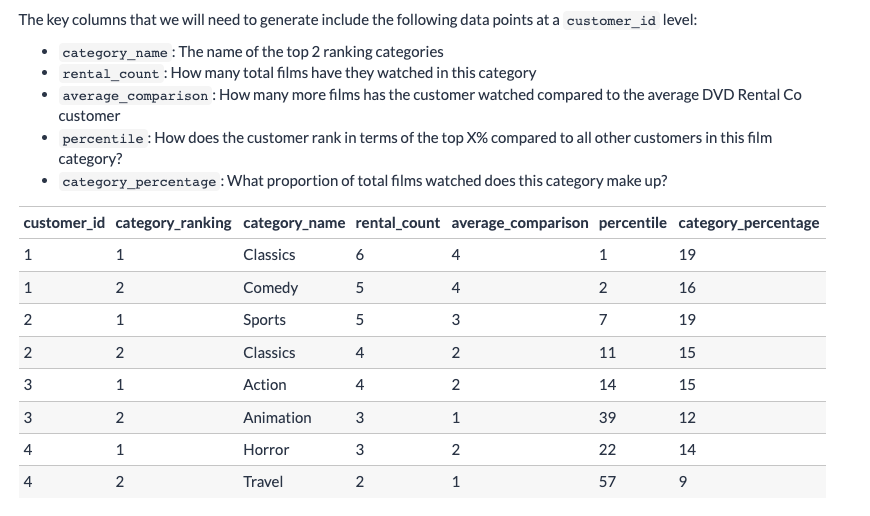 The key columns that we will need to generate include the following data points at a customer_id level:
• category_name : The name of the top 2 ranking categories
• rental_count : How many total films have they watched in this category
• average_comparison : How many more films has the customer watched compared to the average DVD Rental Co
customer
• percentile : How does the customer rank in terms of the top X% compared to all other customers in this film
category?
• category_percentage : What proportion of total films watched does this category make up?
customer_id category_ranking category_name rental_count average_comparison percentile category_percentage
1 1 Classics 6 4 1 19
1 2 Comedy 5 4 2 16
2 1 Sports 5 3 7 19
2 2 Classics 4 2 11 15
3 1 Action 4 2 14 15
3 2 Animation 3 1 39 12
4 1 Horror 3 2 22 14
4 2 Travel 2 1 57 9